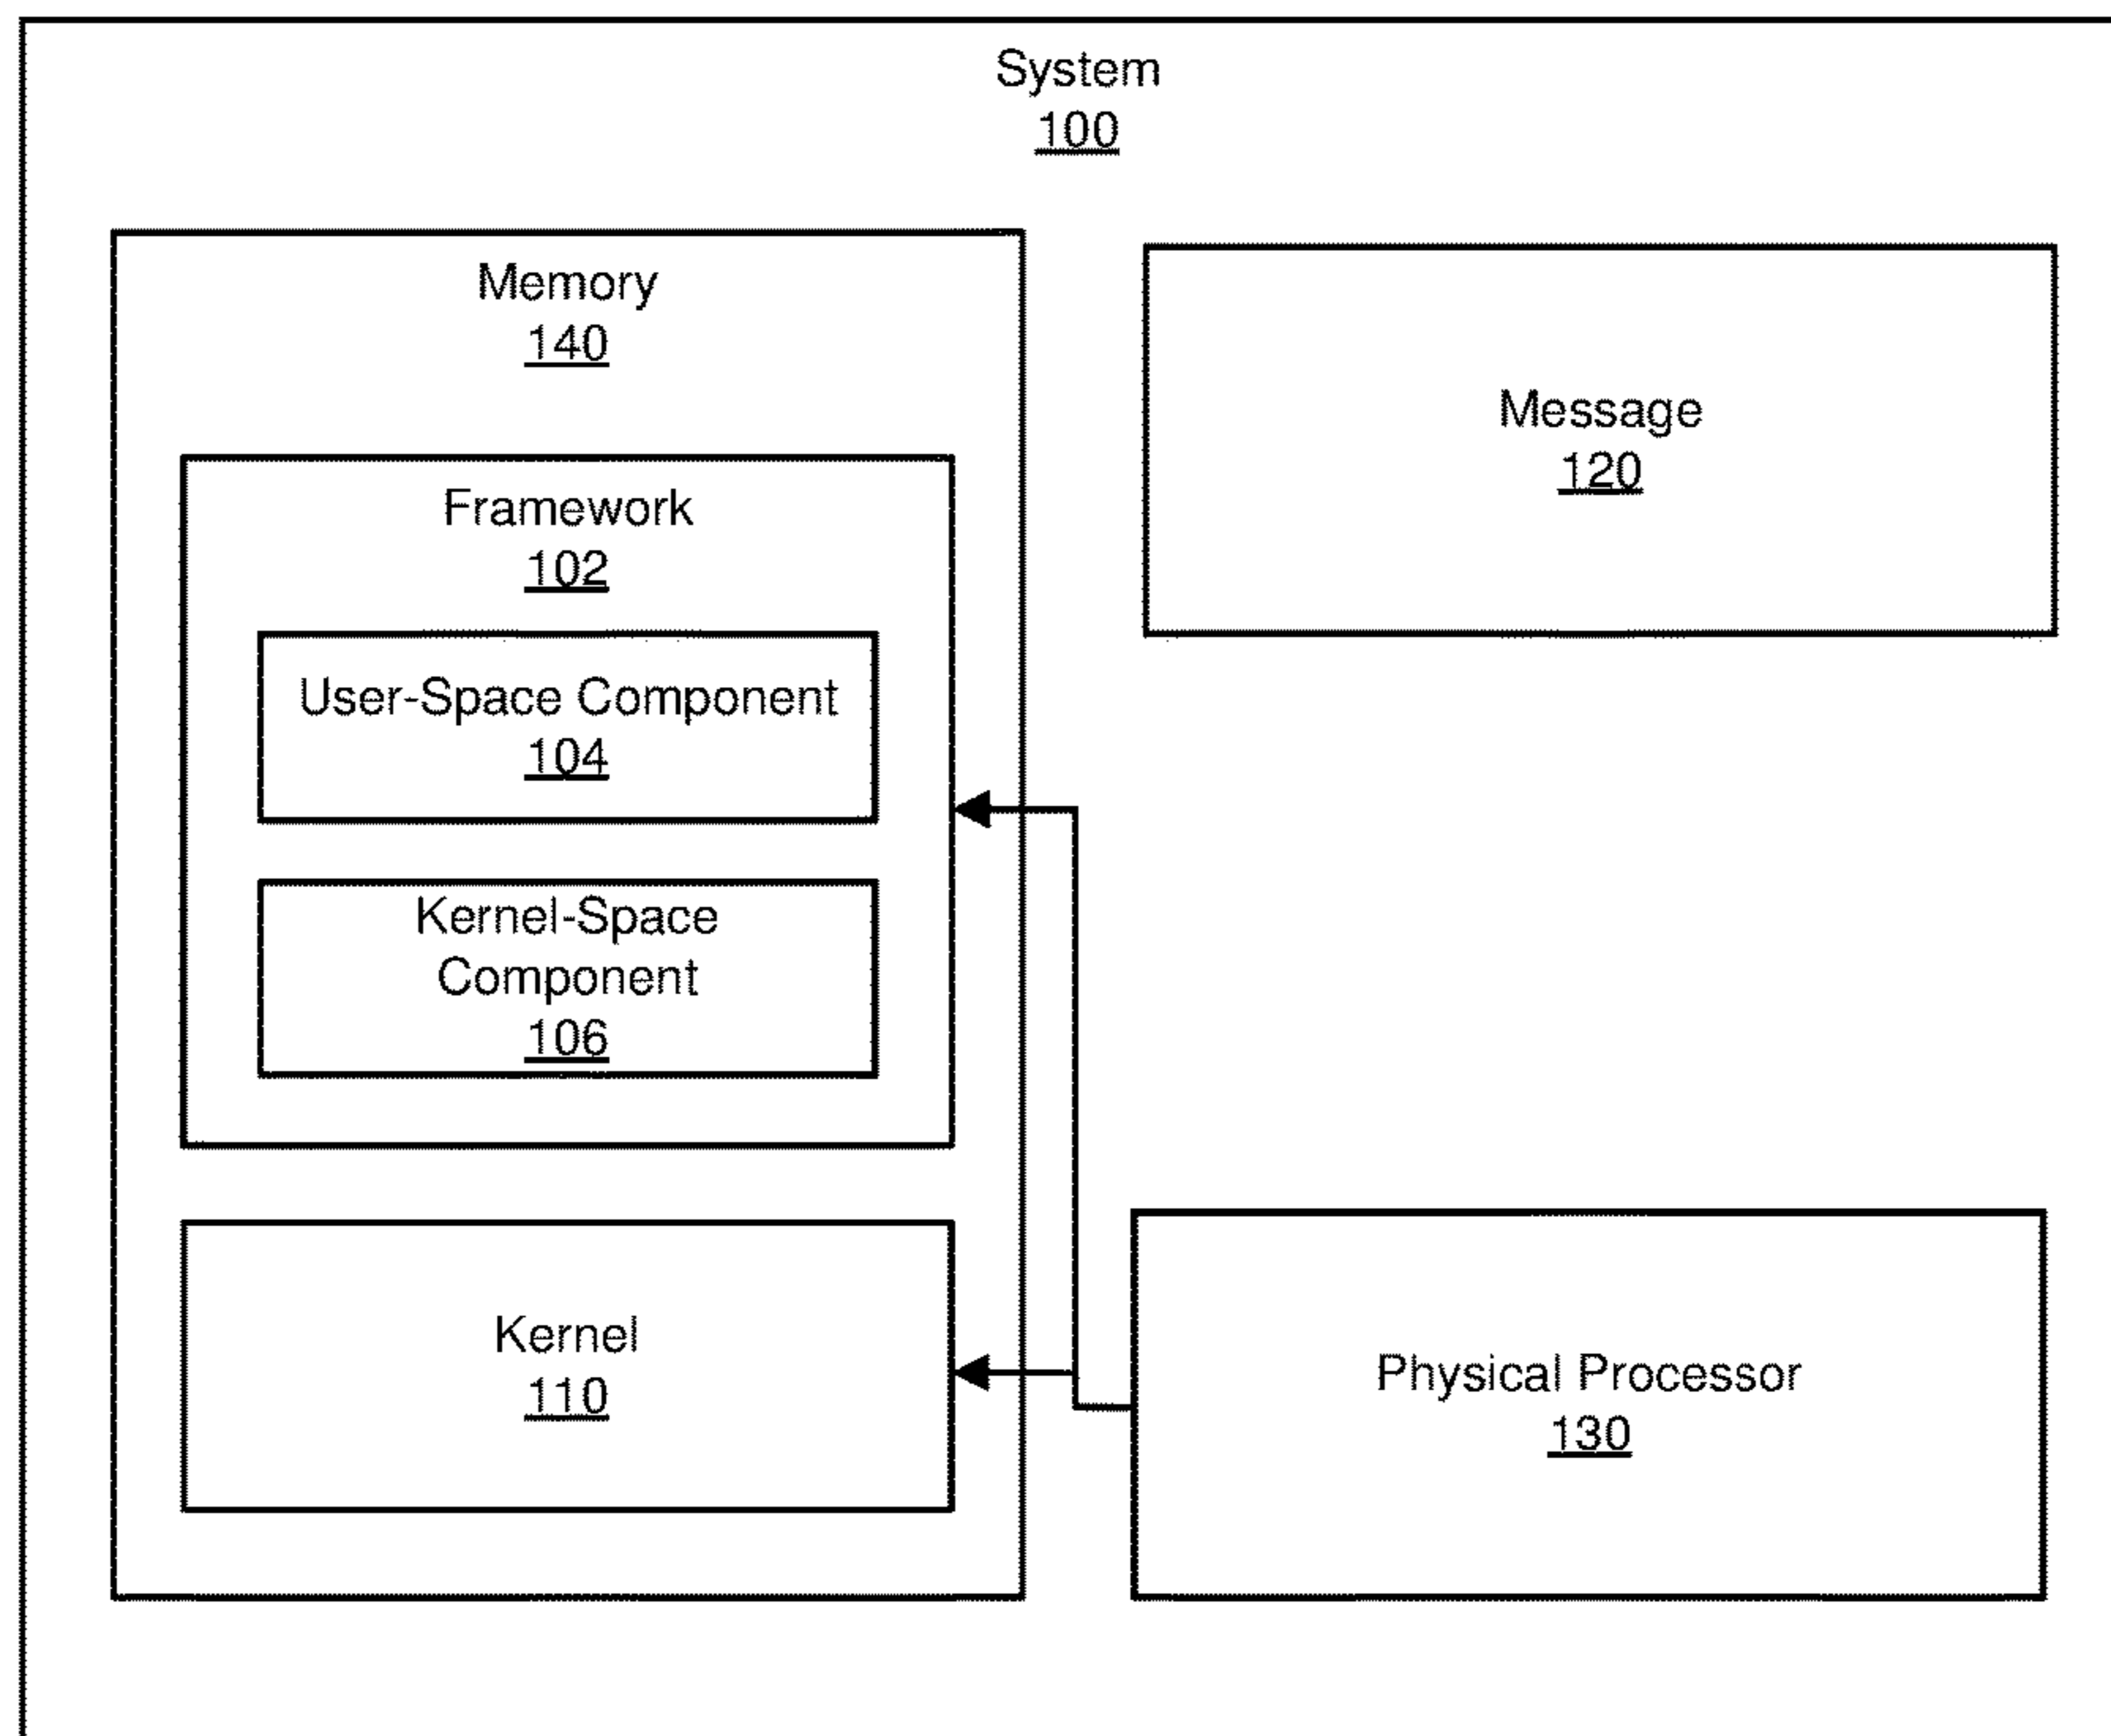 System
100
Memory
140
Framework
102
User-Space Component
104
Kernel-Space
Component
106
Kernel
110
Message
120
Physical Processor
130